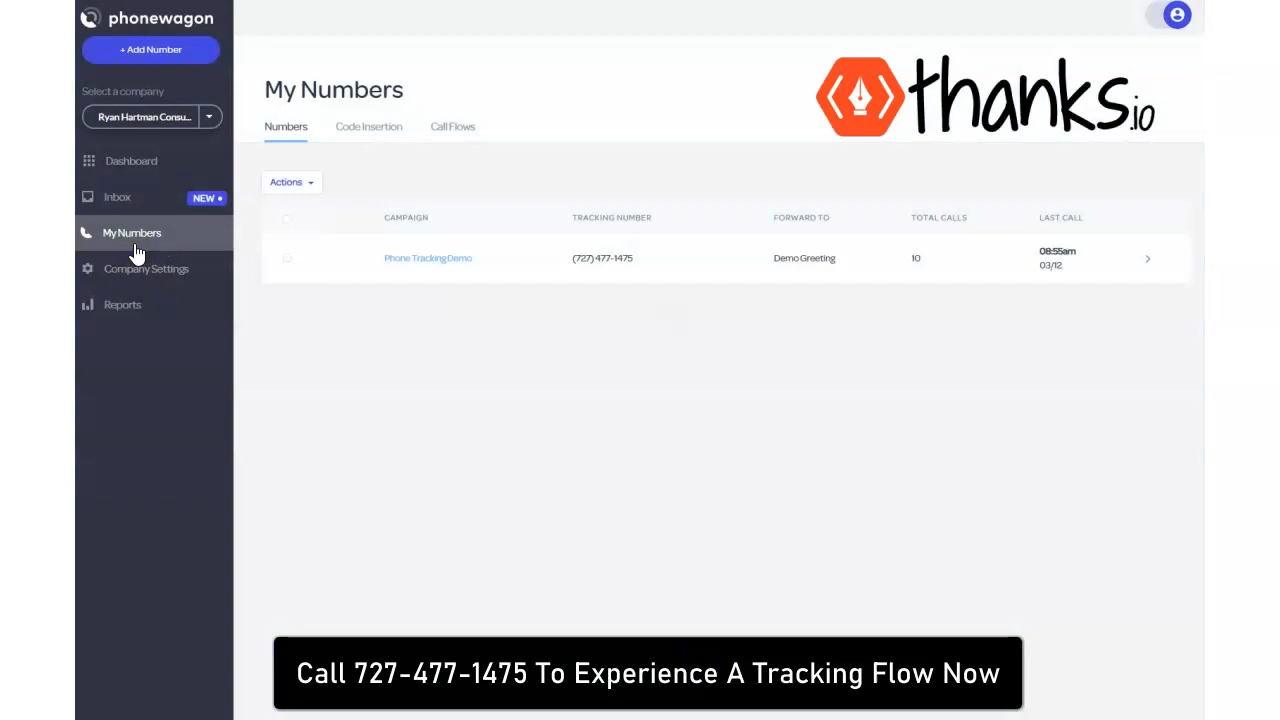 phonewagon
+ Add Number
Select a company
Ryan Hartman Consu...
Dashboard
Inbox
NEW
My Numbers
Company Settings
Reports
My Numbers
thanks.io
Numbers
Code Insertion
Call Flows
Actions
CAMPAIGN
TRACKING NUMBER
FORWARD TO
TOTAL CALLS
LAST CALL
Phone Tracking Demo
(727) 477-1475
Demo Greeting
10
08:55am
03/12
Call 727-477-1475 To Experience A Tracking Flow Now